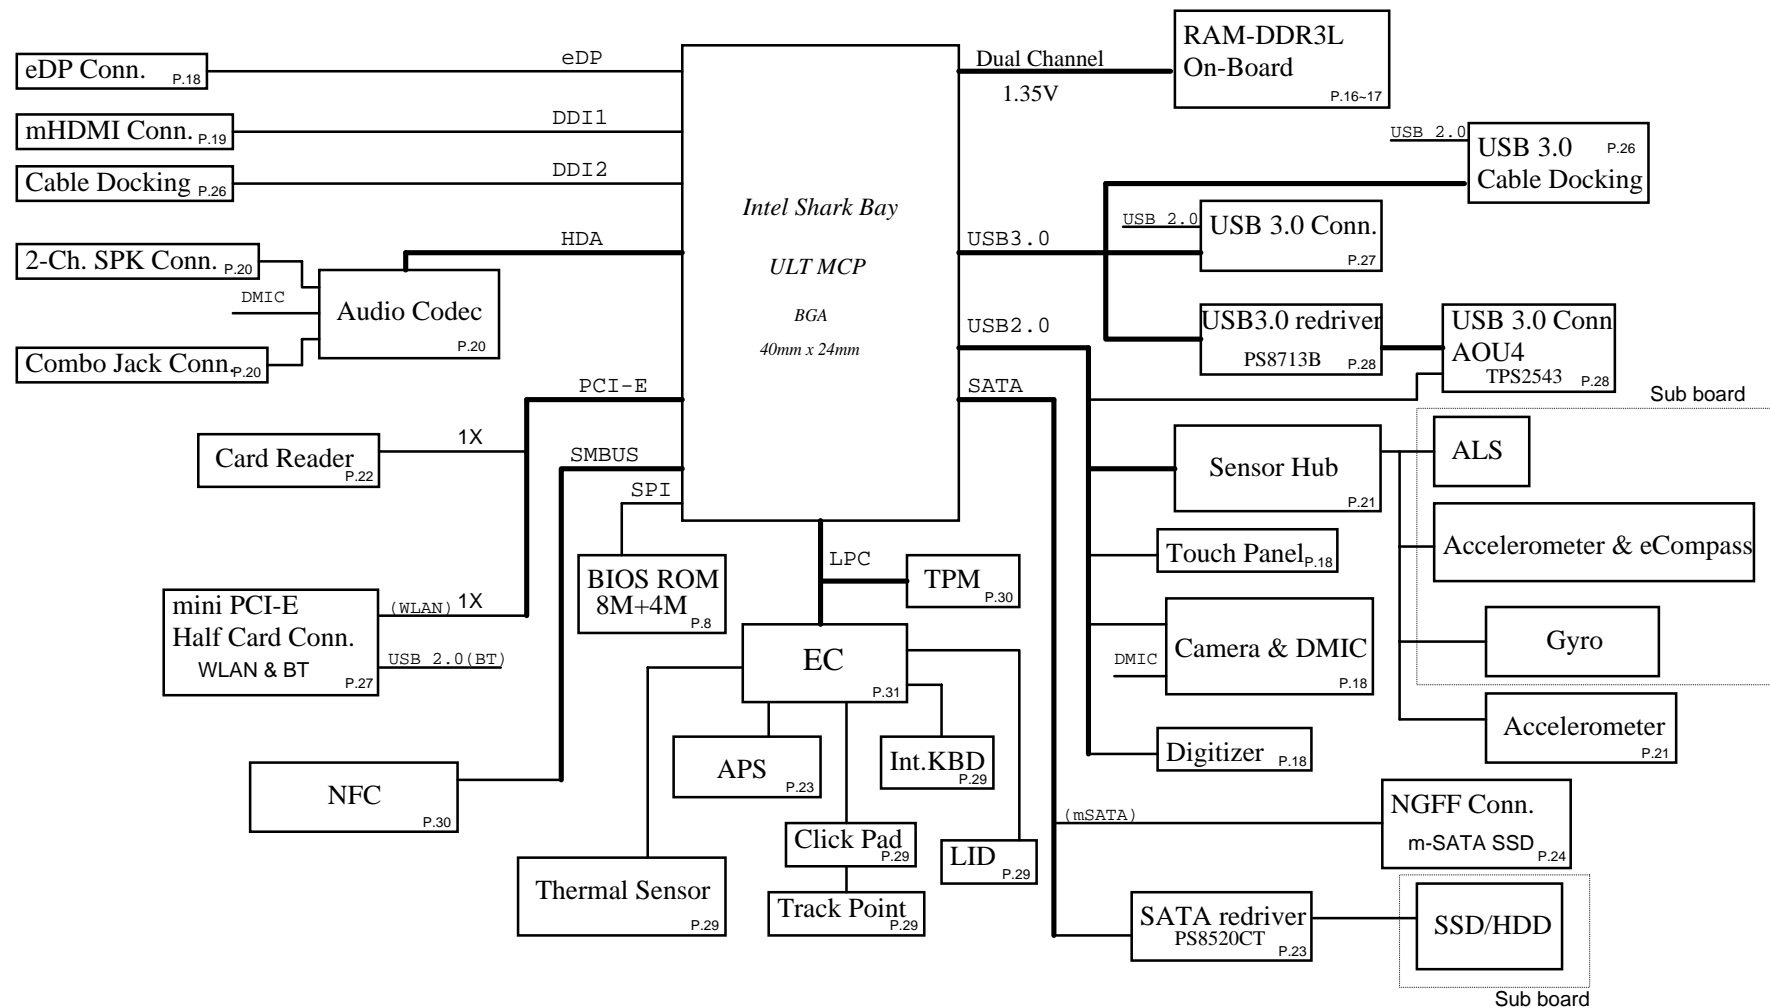 eDP Conn. P.18
eDP
mHDMI Conn. P.19
DDI1
Cable Docking P.26
DDI2
HDA
2-Ch. SPK Conn. P.20
DMIC
Audio Codec
P.20
Combo Jack Conn. P.20
PCI-E
1X
Card Reader
P.22
SMBUS
SPI
mini PCI-E
Half Card Conn.
WLAN & BT
P.27
(WLAN) 1X
USB 2.0(BT)
NFC
P.30
Intel Shark Bay
ULT MCP
BGA
40mm x 24mm
BIOS ROM
8M+4M
P.8
LPC
TPM
P.30
EC
P.31
APS
P.23
Int.KBD
P.29
Click Pad
P.29
LID
P.29
Thermal Sensor
P.29
Track Point
P.29
Dual Channel
1.35V
RAM-DDR3L
On-Board
P.16~17
USB 2.0
USB 3.0 P.26
Cable Docking
USB 2.0
USB 3.0 Conn.
P.27
USB3.0
USB2.0
USB3.0 redriver
PS8713B P.28
USB 3.0 Conn
AOU4
TPS2543 P.28
SATA
Sub board
Sensor Hub
P.21
ALS
Accelerometer & eCompass
Touch Panel P.18
Gyro
DMIC
Camera & DMIC
P.18
Accelerometer
P.21
Digitizer P.18
(mSATA)
NGFF Conn.
m-SATA SSD P.24
SATA redriver
PS8520CT P.23
SSD/HDD
Sub board